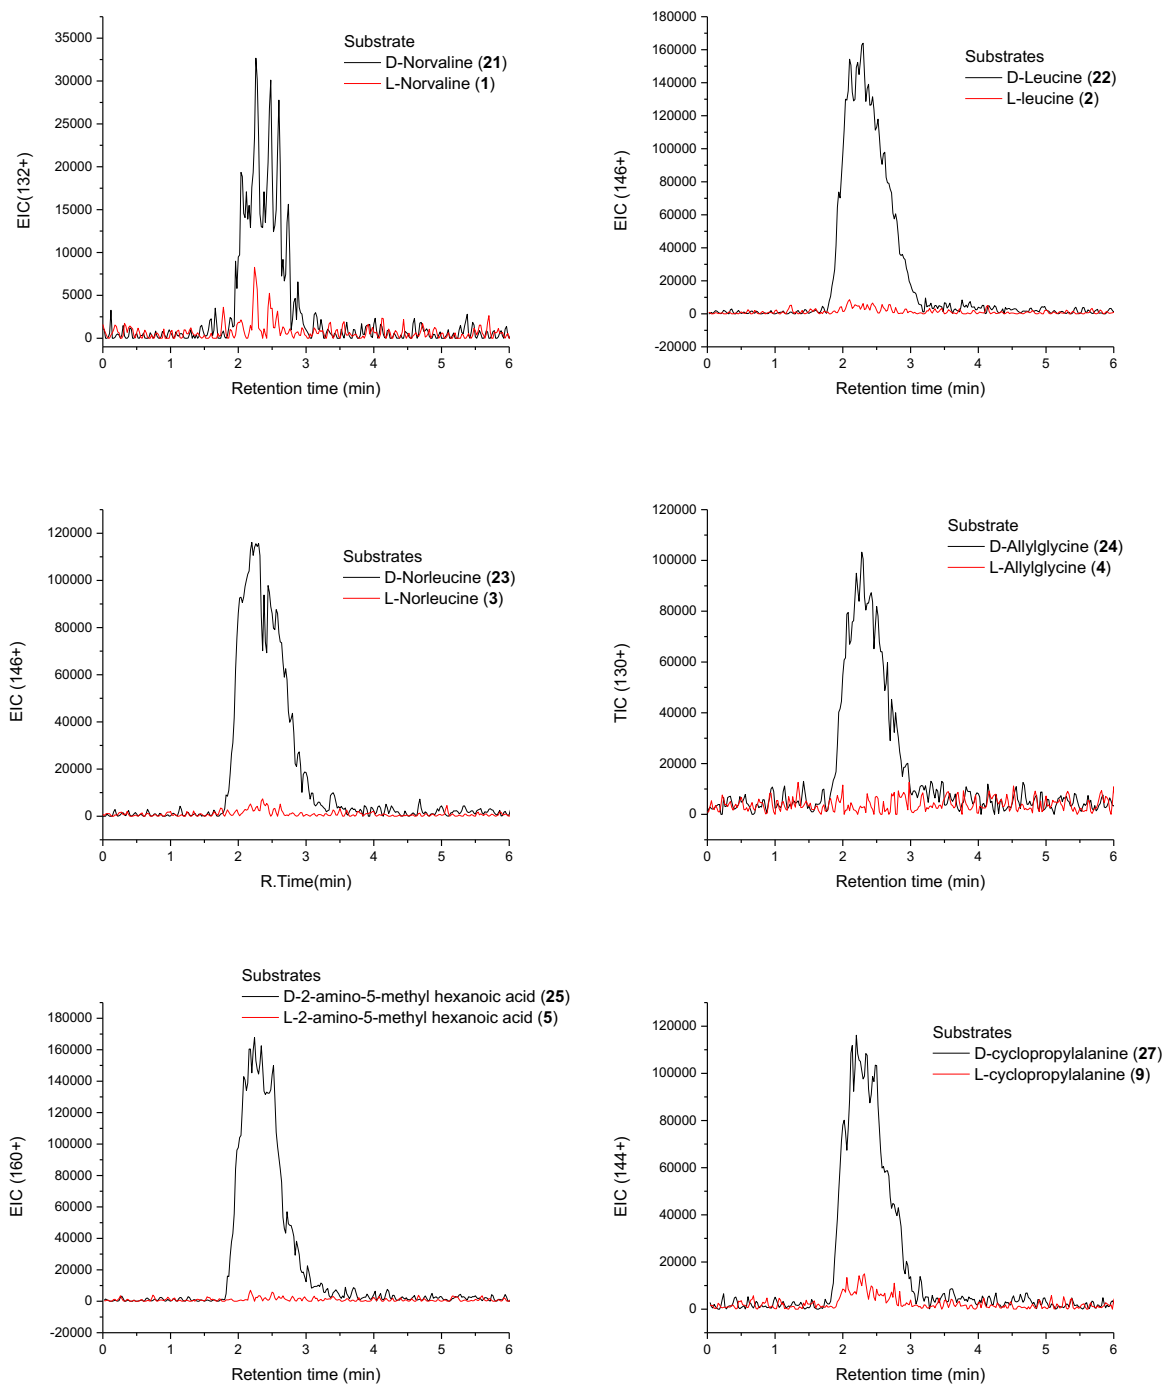 Substrate
D-Norvaline (21)
L-Norvaline (1)
35000
30000
25000
20000
15000
10000
5000
0
EIC(132+)
0 1 2 3 4 5 6
Retention time (min)
Substrates
D-Leucine (22)
L-leucine (2)
180000
160000
140000
120000
100000
80000
60000
40000
20000
0
-20000
EIC (146+)
0 1 2 3 4 5 6
Retention time (min)
Substrates
D-Norleucine (23)
L-Norleucine (3)
120000
100000
80000
60000
40000
20000
0
EIC (146+)
0 1 2 3 4 5 6
R.Time(min)
Substrate
D-Allylglycine (24)
L-Allylglycine (4)
120000
100000
80000
60000
40000
20000
0
TIC (130+)
0 1 2 3 4 5 6
Retention time (min)
Substrates
D-2-amino-5-methyl hexanoic acid (25)
L-2-amino-5-methyl hexanoic acid (5)
180000
160000
140000
120000
100000
80000
60000
40000
20000
0
-20000
EIC (160+)
0 1 2 3 4 5 6
Retention time (min)
Substrates
D-cyclopropylalanine (27)
L-cyclopropylalanine (9)
120000
100000
80000
60000
40000
20000
0
EIC (144+)
0 1 2 3 4 5 6
Retention time (min)